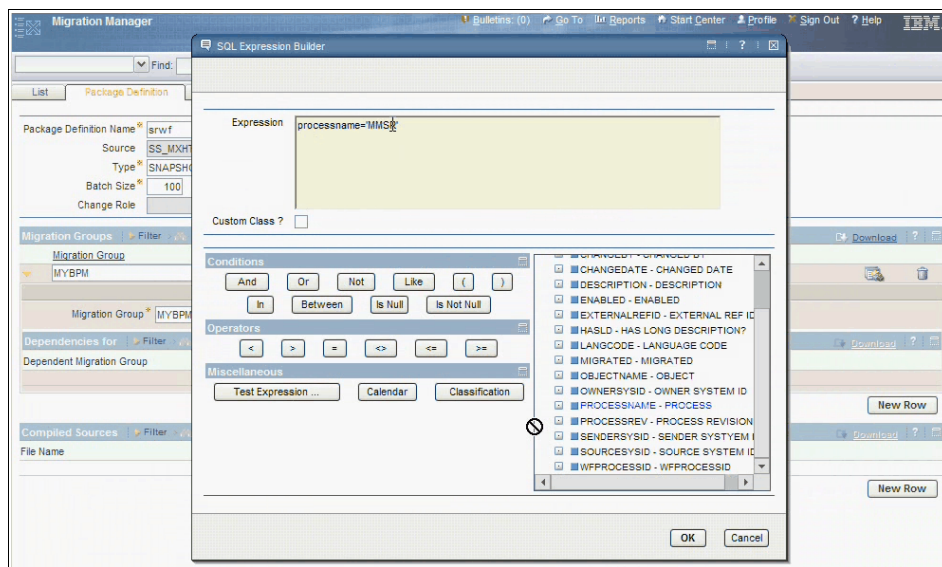 Migration Manager
Bulletins: (0) Go To Reports Start Center Profile Sign Out ? Help IBM
SQL Expression Builder ?
Find:
List Package Definition
Package Definition Name* srwf
Source SS_MXHT
Type* SNAPSHO
Batch Size* 100
Change Role
Expression processname='MMSR'
Custom Class ?
Migration Groups Filter Download ?
Migration Group
MYBPM
Migration Group* MYBPM
Dependencies for Filter Download ?
Dependent Migration Group
New Row
Compiled Sources Filter Download ?
File Name
New Row
Conditions
And Or Not Like ( )
In Between Is Null Is Not Null
Operators
< > = <> <= >=
Miscellaneous
Test Expression ... Calendar Classification
CHANGEDBY - CHANGED BY
CHANGEDATE - CHANGED DATE
DESCRIPTION - DESCRIPTION
ENABLED - ENABLED
EXTERNALREFID - EXTERNAL REF ID
HASLD - HAS LONG DESCRIPTION?
LANGCODE - LANGUAGE CODE
MIGRATED - MIGRATED
OBJECTNAME - OBJECT
OWNERSYSID - OWNER SYSTEM ID
PROCESSNAME - PROCESS
PROCESSREV - PROCESS REVISION
SENDERSYSID - SENDER SYSTYEM I
SOURCESYSID - SOURCE SYSTEM ID
WFPROCESSID - WFPROCESSID
OK Cancel